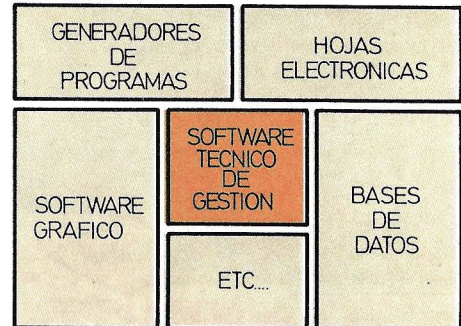 GENERADORES
DE
PROGRAMAS
HOJAS
ELECTRONICAS
SOFTWARE
GRAFICO
SOFTWARE
TECNICO
DE
GESTION
BASES
DE
DATOS
ETC....